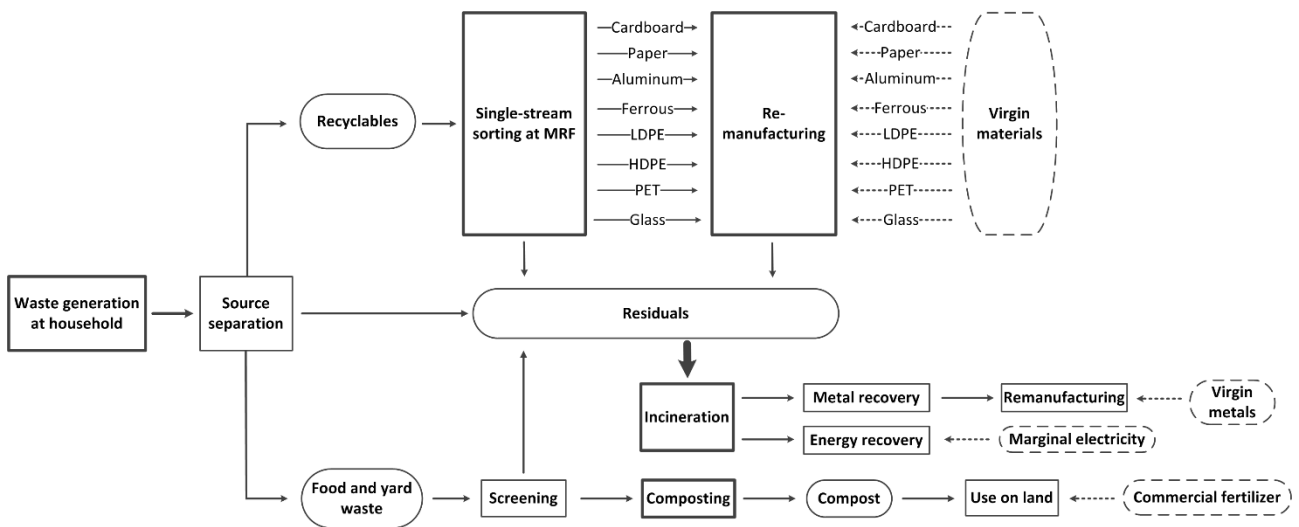 Cardboard
Paper
Aluminum
Ferrous
LDPE
HDPE
PET
Glass
Cardboard
Paper
Aluminum
Ferrous
LDPE
HDPE
PET
Glass
Recyclables
Single-stream
sorting at MRF
Re-
manufacturing
Virgin
materials
Waste generation
at household
Source
separation
Residuals
Incineration
Metal recovery
Remanufacturing
Virgin
metals
Energy recovery
Marginal electricity
Food and yard
waste
Screening
Composting
Compost
Use on land
Commercial fertilizer